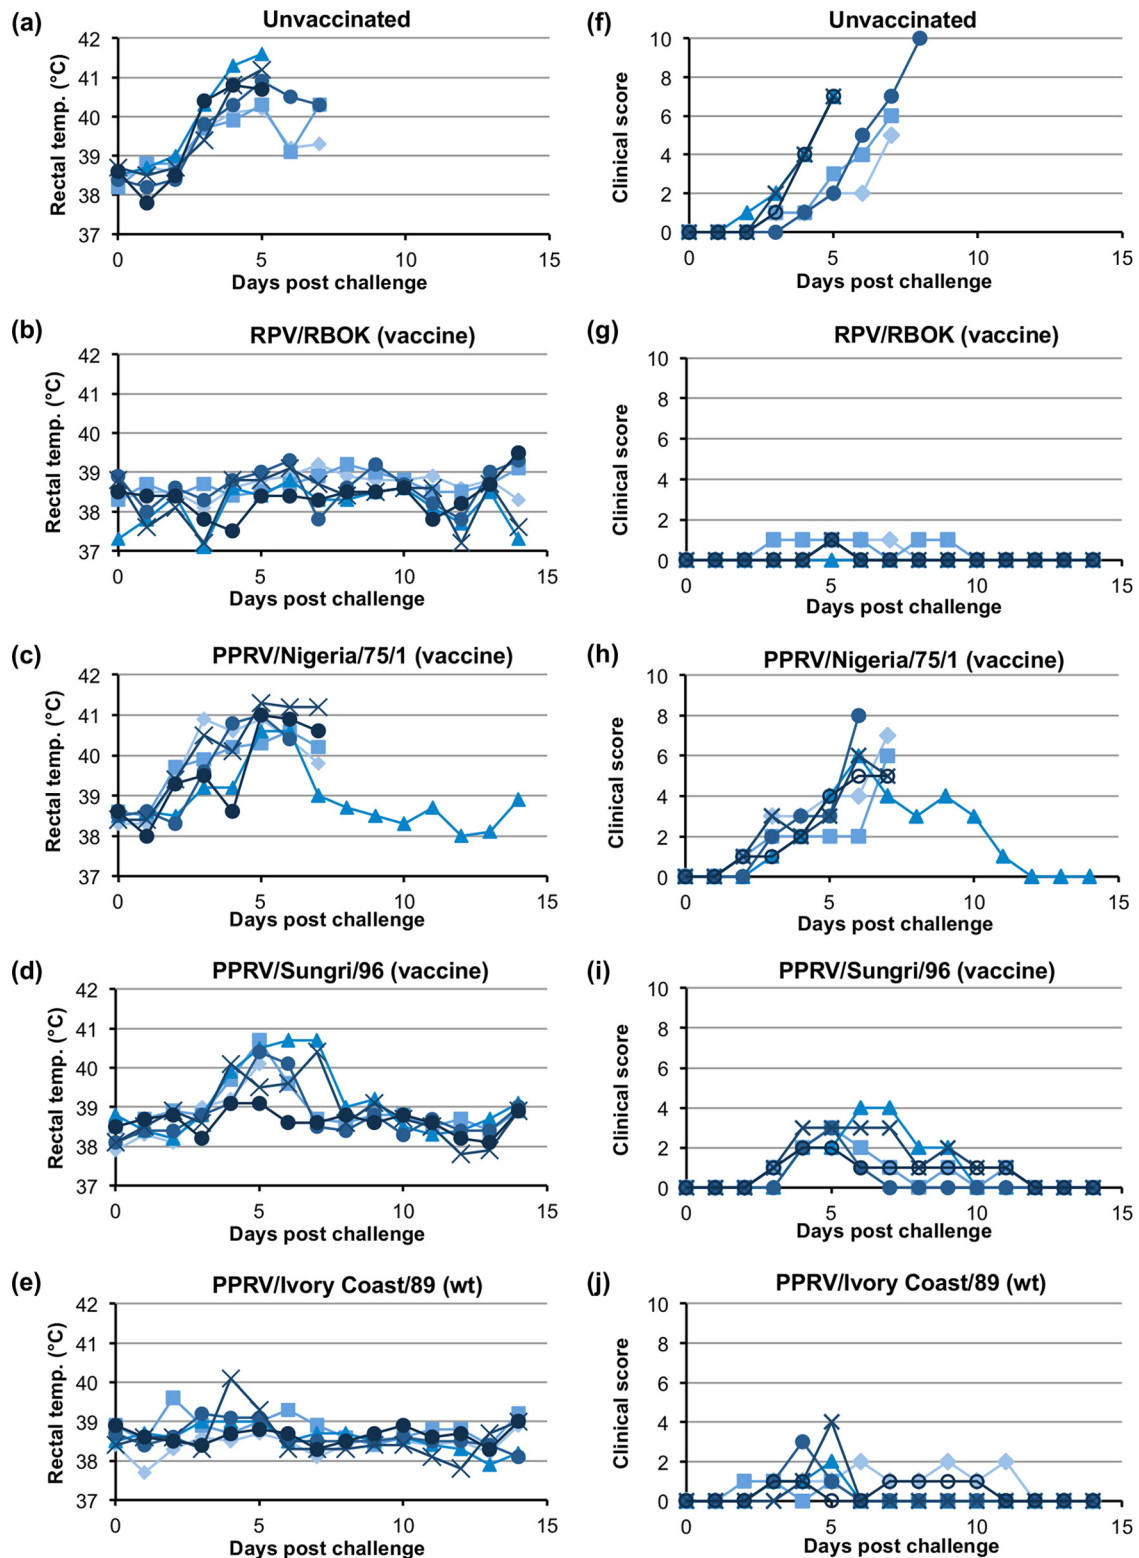 (a) Unvaccinated
Rectal temp. (°C)
42
41
40
39
38
37
0 5 10 15
Days post challenge
(f) Unvaccinated
Clinical score
10
8
6
4
2
0
0 5 10 15
Days post challenge
(b) RPV/RBOK (vaccine)
Rectal temp. (°C)
42
41
40
39
38
37
0 5 10 15
Days post challenge
(g) RPV/RBOK (vaccine)
Clinical score
10
8
6
4
2
0
0 5 10 15
Days post challenge
(c) PPRV/Nigeria/75/1 (vaccine)
Rectal temp. (°C)
42
41
40
39
38
37
0 5 10 15
Days post challenge
(h) PPRV/Nigeria/75/1 (vaccine)
Clinical score
10
8
6
4
2
0
0 5 10 15
Days post challenge
(d) PPRV/Sungri/96 (vaccine)
Rectal temp. (°C)
42
41
40
39
38
37
0 5 10 15
Days post challenge
(i) PPRV/Sungri/96 (vaccine)
Clinical score
10
8
6
4
2
0
0 5 10 15
Days post challenge
(e) PPRV/Ivory Coast/89 (wt)
Rectal temp. (°C)
42
41
40
39
38
37
0 5 10 15
Days post challenge
(j) PPRV/Ivory Coast/89 (wt)
Clinical score
10
8
6
4
2
0
0 5 10 15
Days post challenge